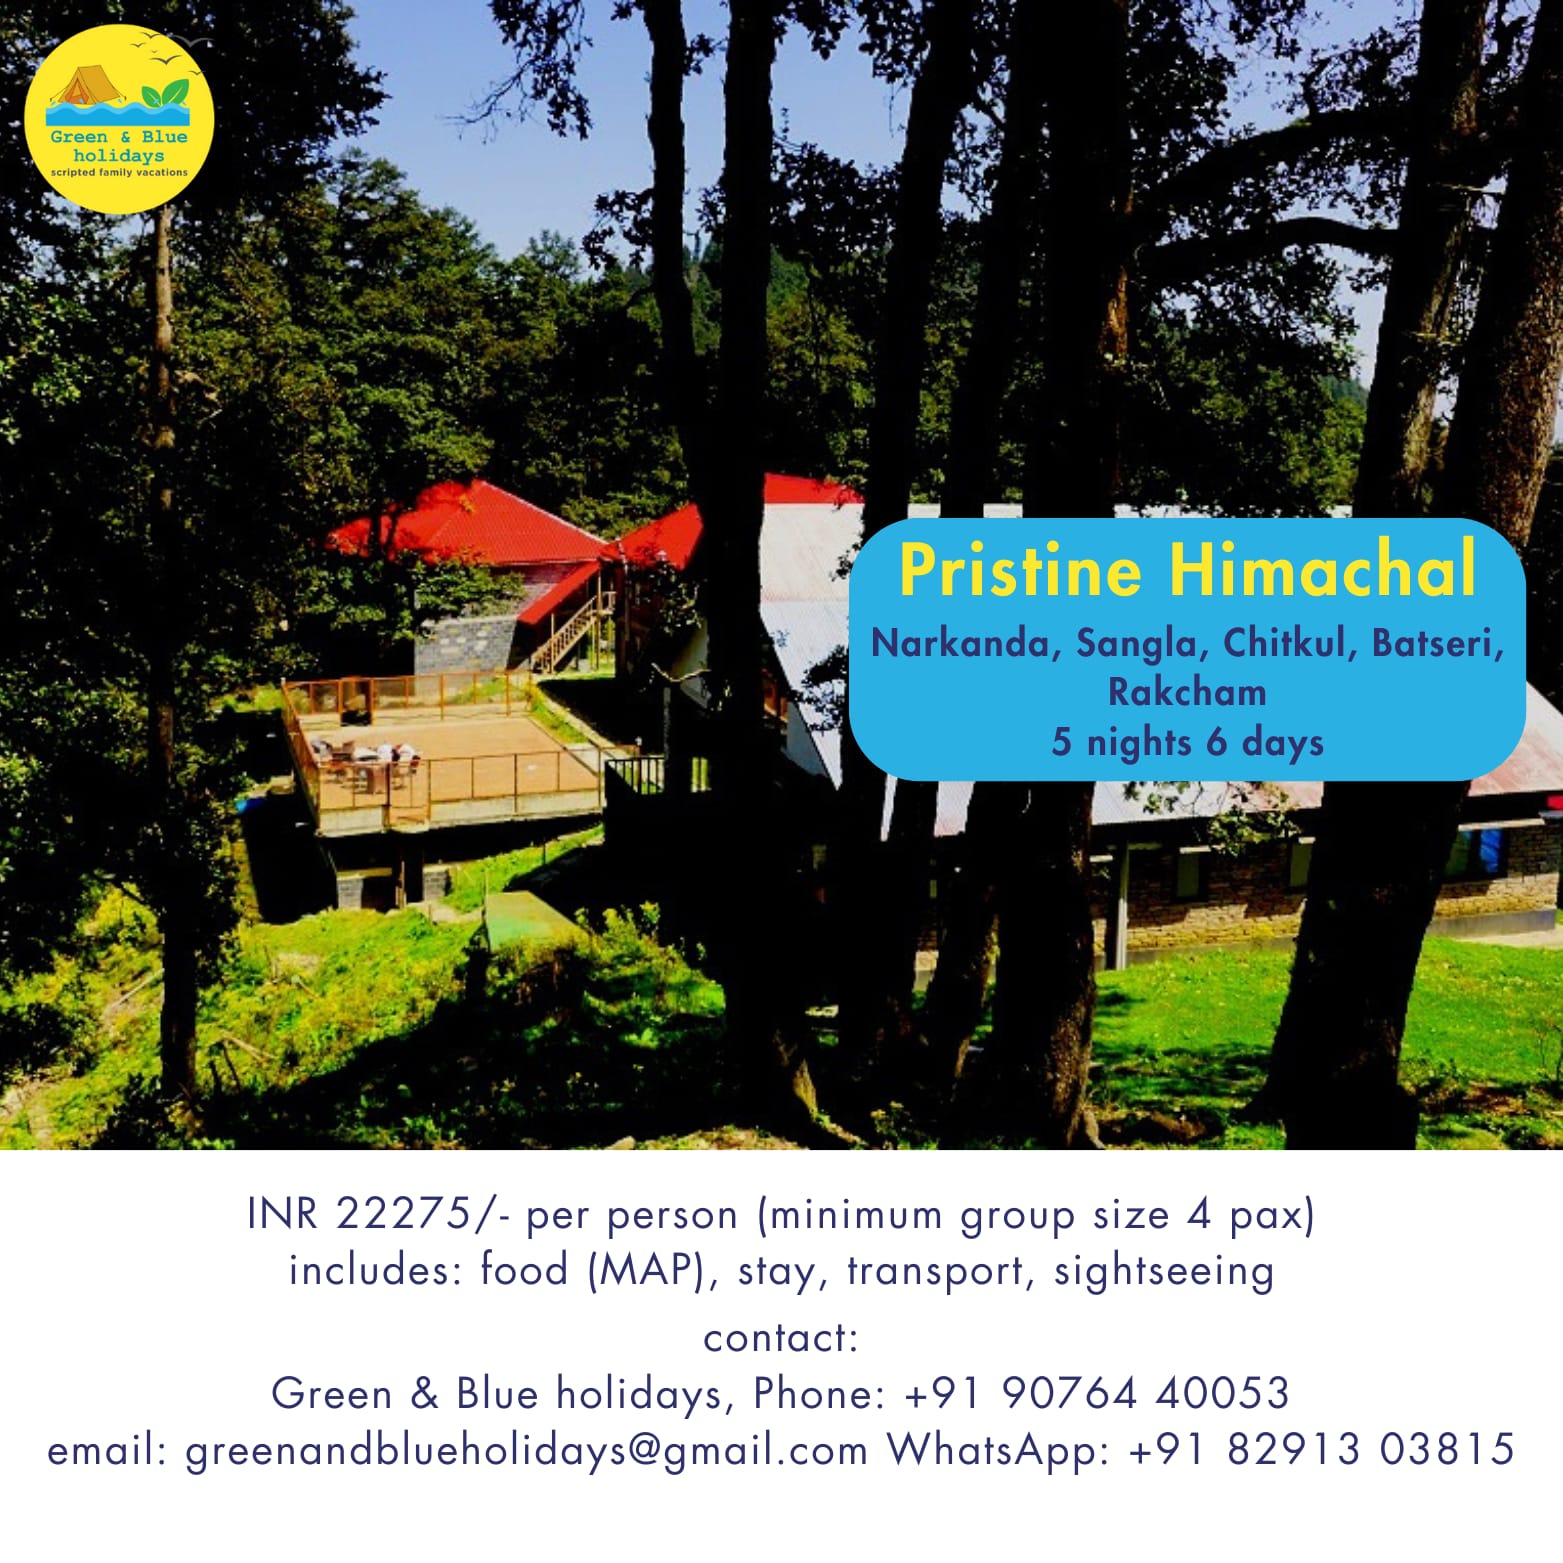 Green & Blue
holidays
scripted family vacations
Pristine Himachal
Narkanda, Sangla, Chitkul, Batseri,
Rakcham
5 nights 6 days
INR 22275/- per person (minimum group size 4 pax)
includes: food (MAP), stay, transport, sightseeing
contact:
Green & Blue holidays, Phone: +91 90764 40053
email: greenandblueholidays@gmail.com WhatsApp: +91 82913 03815